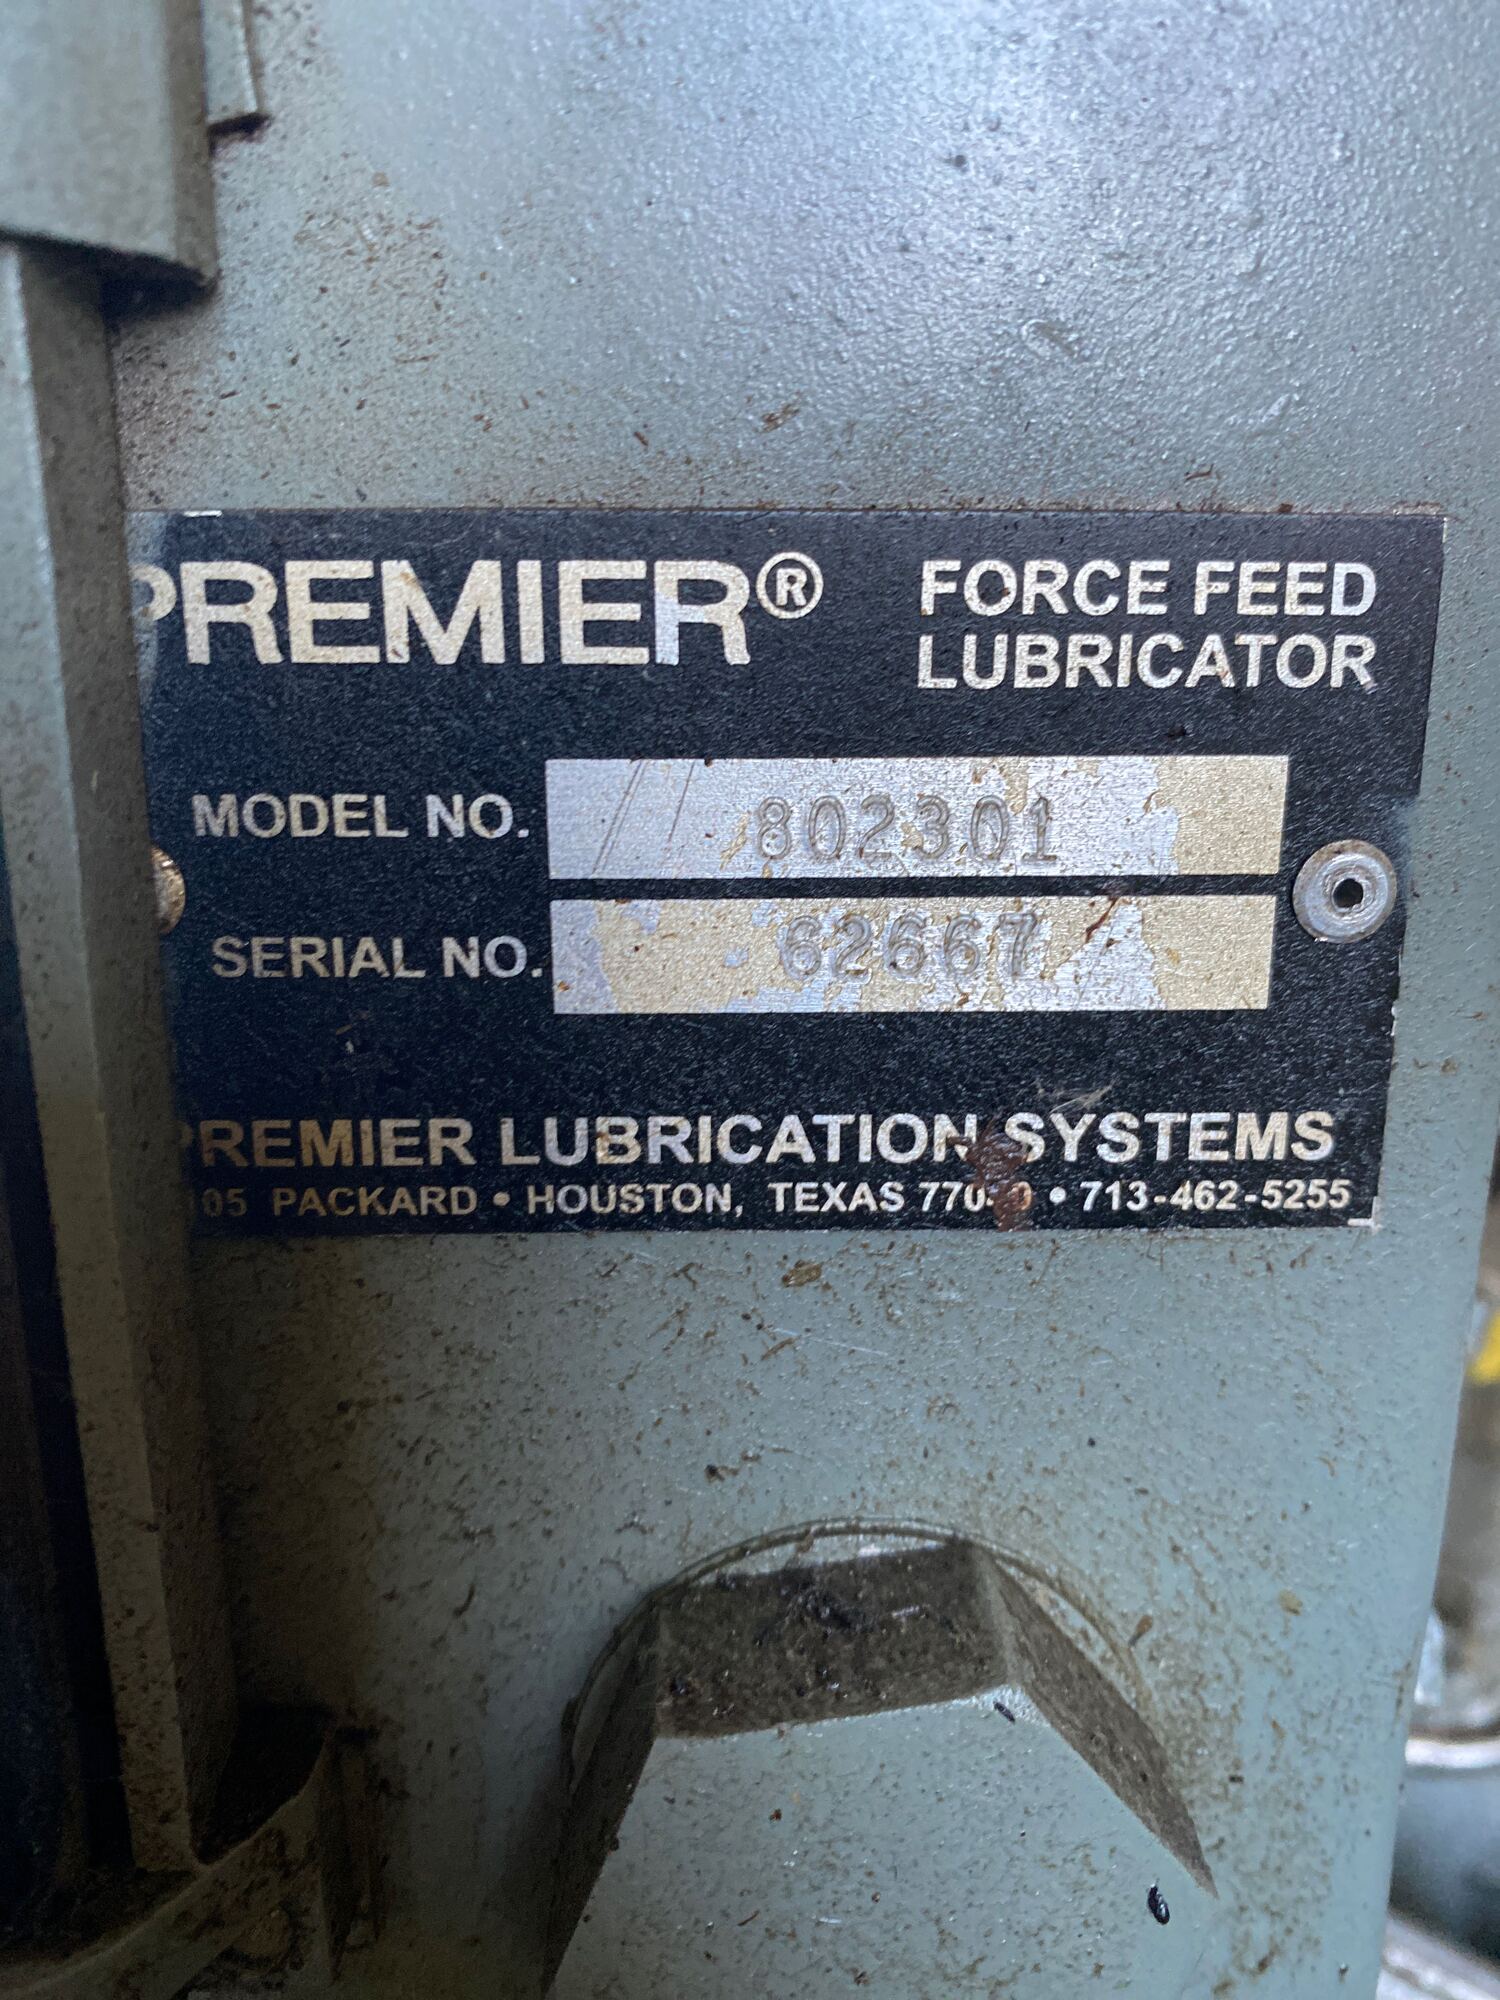 PREMIER® FORCE FEED
LUBRICATOR
MODEL NO. 802301
SERIAL NO. 62667
PREMIER LUBRICATION SYSTEMS
PACKARD • HOUSTON, TEXAS • 713-462-5255